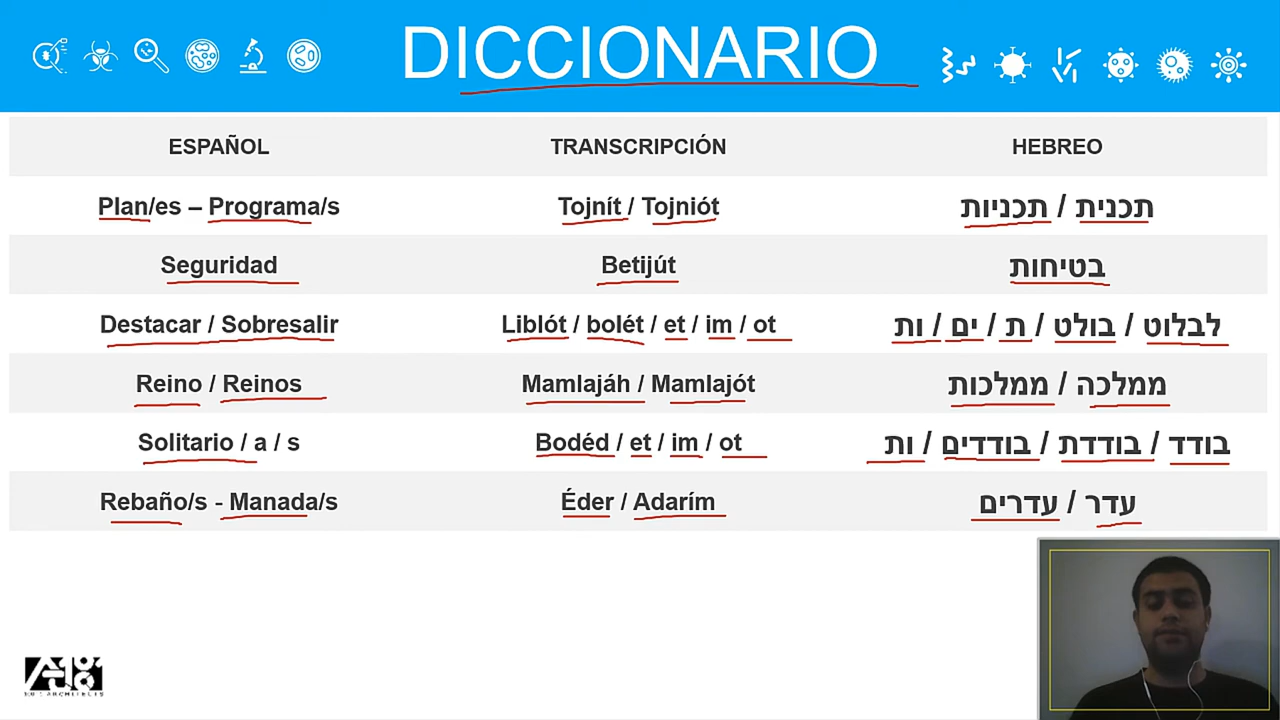 DICCIONARIO
ESPAÑOL TRANSCRIPCIÓN HEBREO
Plan/es – Programa/s Tojnít / Tojniót תכנית / תכניות
Seguridad Betijút בטיחות
Destacar / Sobresalir Liblót / bolét / et / im / ot לבלוט / בולט / ת / ים / ות
Reino / Reinos Mamlajáh / Mamlajót ממלכה / ממלכות
Solitario / a / s Bodéd / et / im / ot בודד / בודדת / בודדים / ות
Rebaño/s - Manada/s Éder / Adarím עדר / עדרים